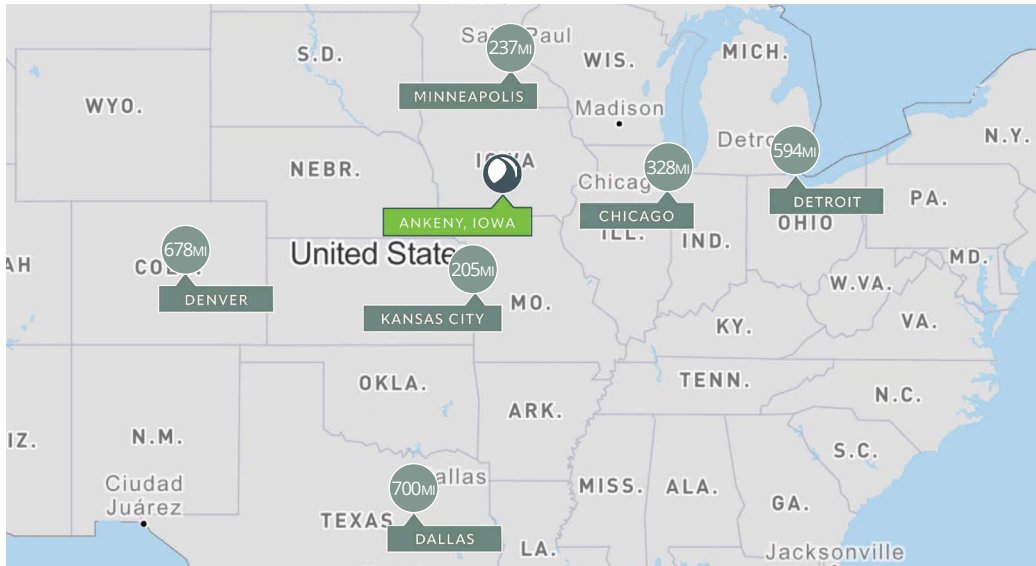 Saint Paul
237MI
MINNEAPOLIS
S.D.
WIS.
MICH.
WYO.
Madison
N.Y.
IOWA
NEBR.
Detroit
594MI
DETROIT
Chicago
328MI
CHICAGO
PA.
ANKENY, IOWA
OHIO
ILL.
IND.
United States
678MI
DENVER
AH
205MI
KANSAS CITY
MD.
W.VA.
MO.
VA.
KY.
OKLA.
TENN.
N.C.
ARK.
IZ.
N.M.
S.C.
Ciudad
Juárez
700MI
allas
DALLAS
TEXAS
MISS.
ALA.
GA.
LA.
Jacksonville